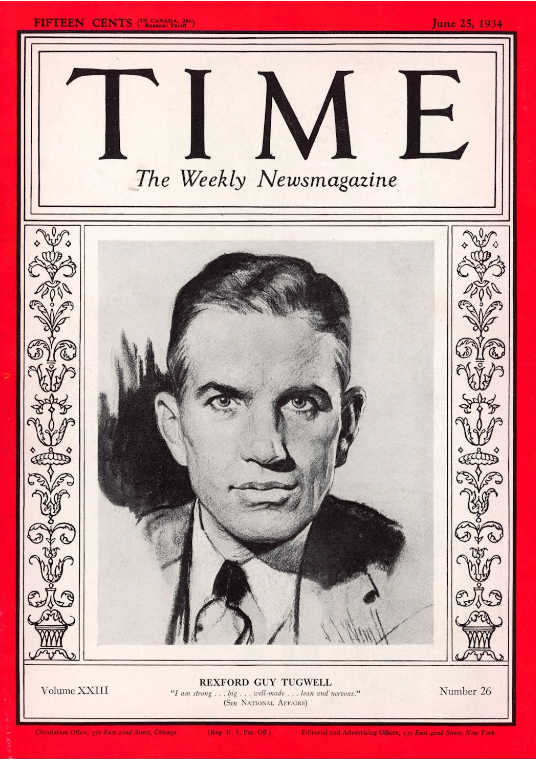 FIFTEEN CENTS (IN CANADA, 20c
Reason: Tariff)
June 25, 1934
TIME
The Weekly Newsmagazine
Volume XXIII
REXFORD GUY TUGWELL
"I am strong . . . big . . . well-made . . . lean and nervous."
(See NATIONAL AFFAIRS)
Number 26
Circulation Office, 350 East 22nd Street, Chicago.
(Reg. U. S. Pat. Off.)
Editorial and Advertising Offices, 135 East 42nd Street, New York.